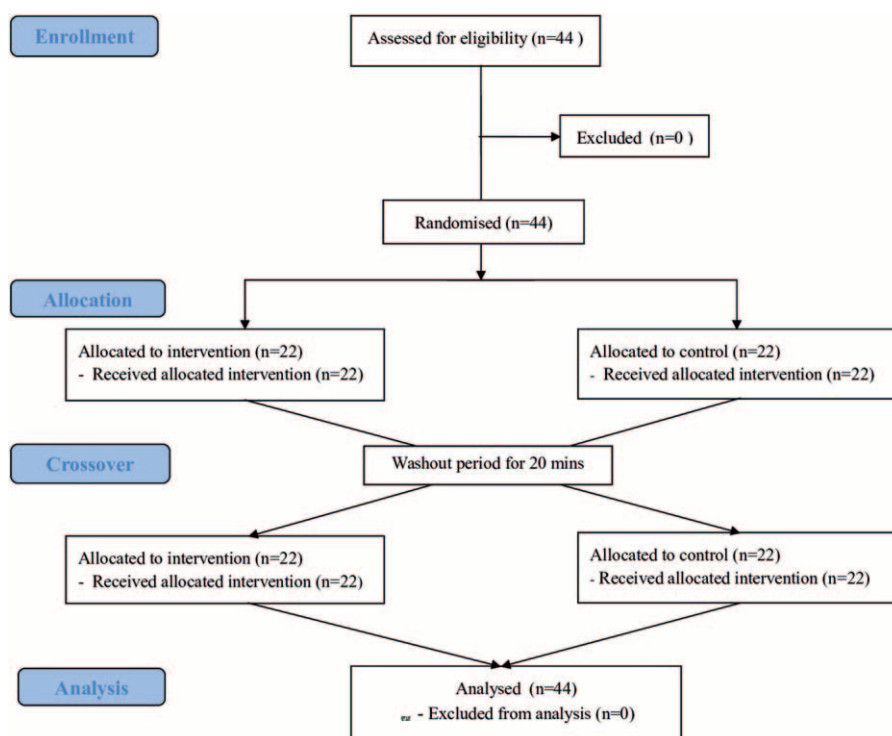 Enrollment
Assessed for eligibility (n=44 )
Excluded (n=0 )
Randomised (n=44)
Allocation
Allocated to intervention (n=22)
- Received allocated intervention (n=22)
Allocated to control (n=22)
- Received allocated intervention (n=22)
Crossover
Washout period for 20 mins
Allocated to intervention (n=22)
- Received allocated intervention (n=22)
Allocated to control (n=22)
- Received allocated intervention (n=22)
Analysis
Analysed (n=44)
- Excluded from analysis (n=0)